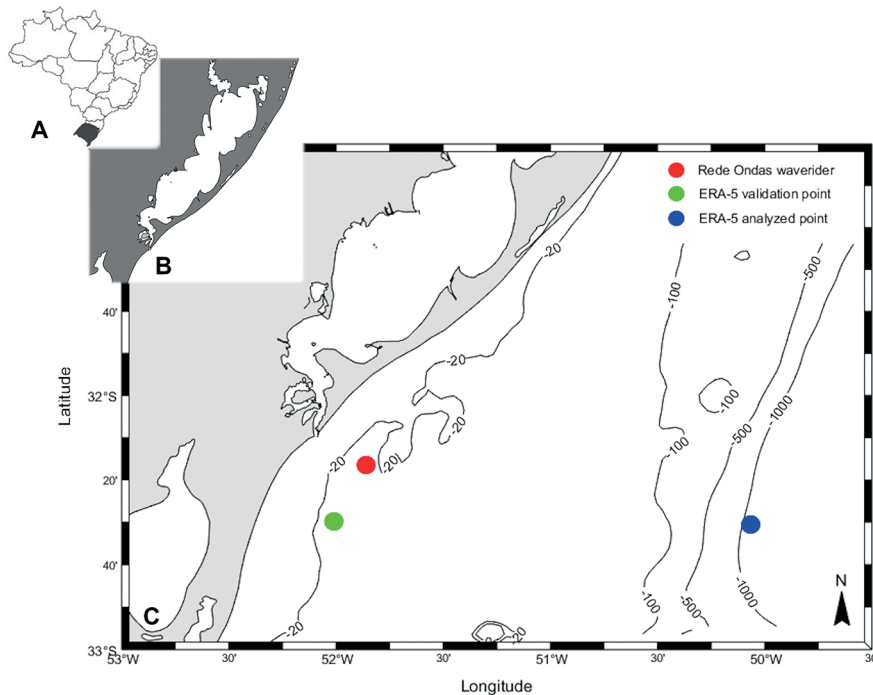 A
B
Rede Ondas waverider
ERA-5 validation point
ERA-5 analyzed point
-20
-100
-500
40'
-20
-100
-1000
32°S
-20
-500
-100
-20
-20
20'
40'
-100
-500
-1000
N
C
-20
-20
33°S
53°W
30'
52°W
30'
51°W
30'
50°W
Latitude
Longitude